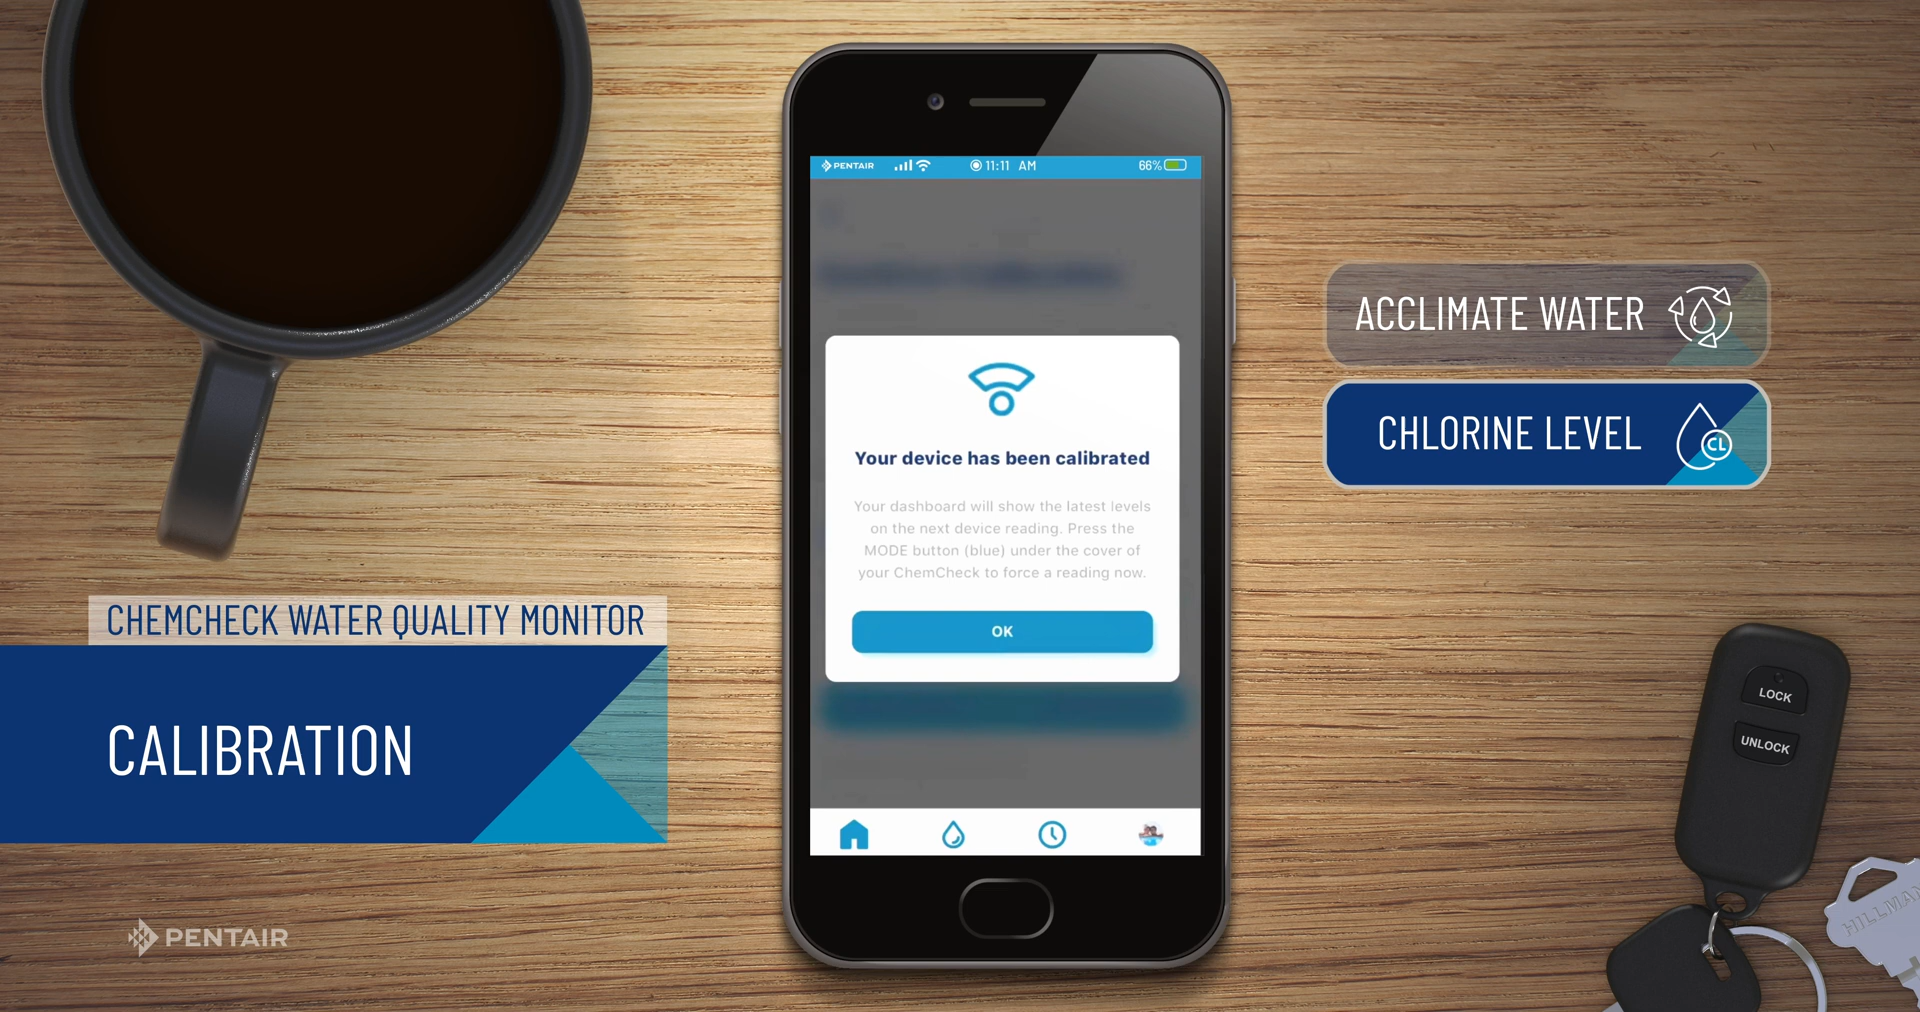 PENTAIR 11:11 AM 66%
Your device has been calibrated
Your dashboard will show the latest levels
on the next device reading. Press the
MODE button (blue) under the cover of
your ChemCheck to force a reading now.
OK
ACCLIMATE WATER
CHLORINE LEVEL
CL
CHEMCHECK WATER QUALITY MONITOR
CALIBRATION
PENTAIR
LOCK
UNLOCK